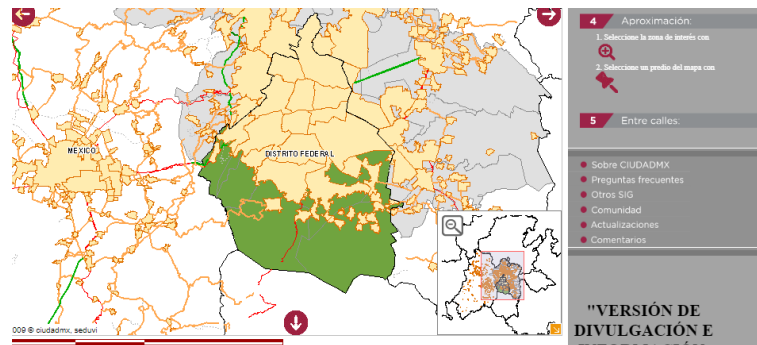 MEXICO
DISTRITO FEDERAL
009 © ciudadmx, seduvi
4 Aproximación:
1. Seleccione la zona de interés con
2. Seleccione un predio del mapa con
5 Entre calles:
Sobre CIUDADMX
Preguntas frecuentes
Otros SIG
Comunidad
Actualizaciones
Comentarios
"VERSIÓN DE
DIVULGACIÓN E